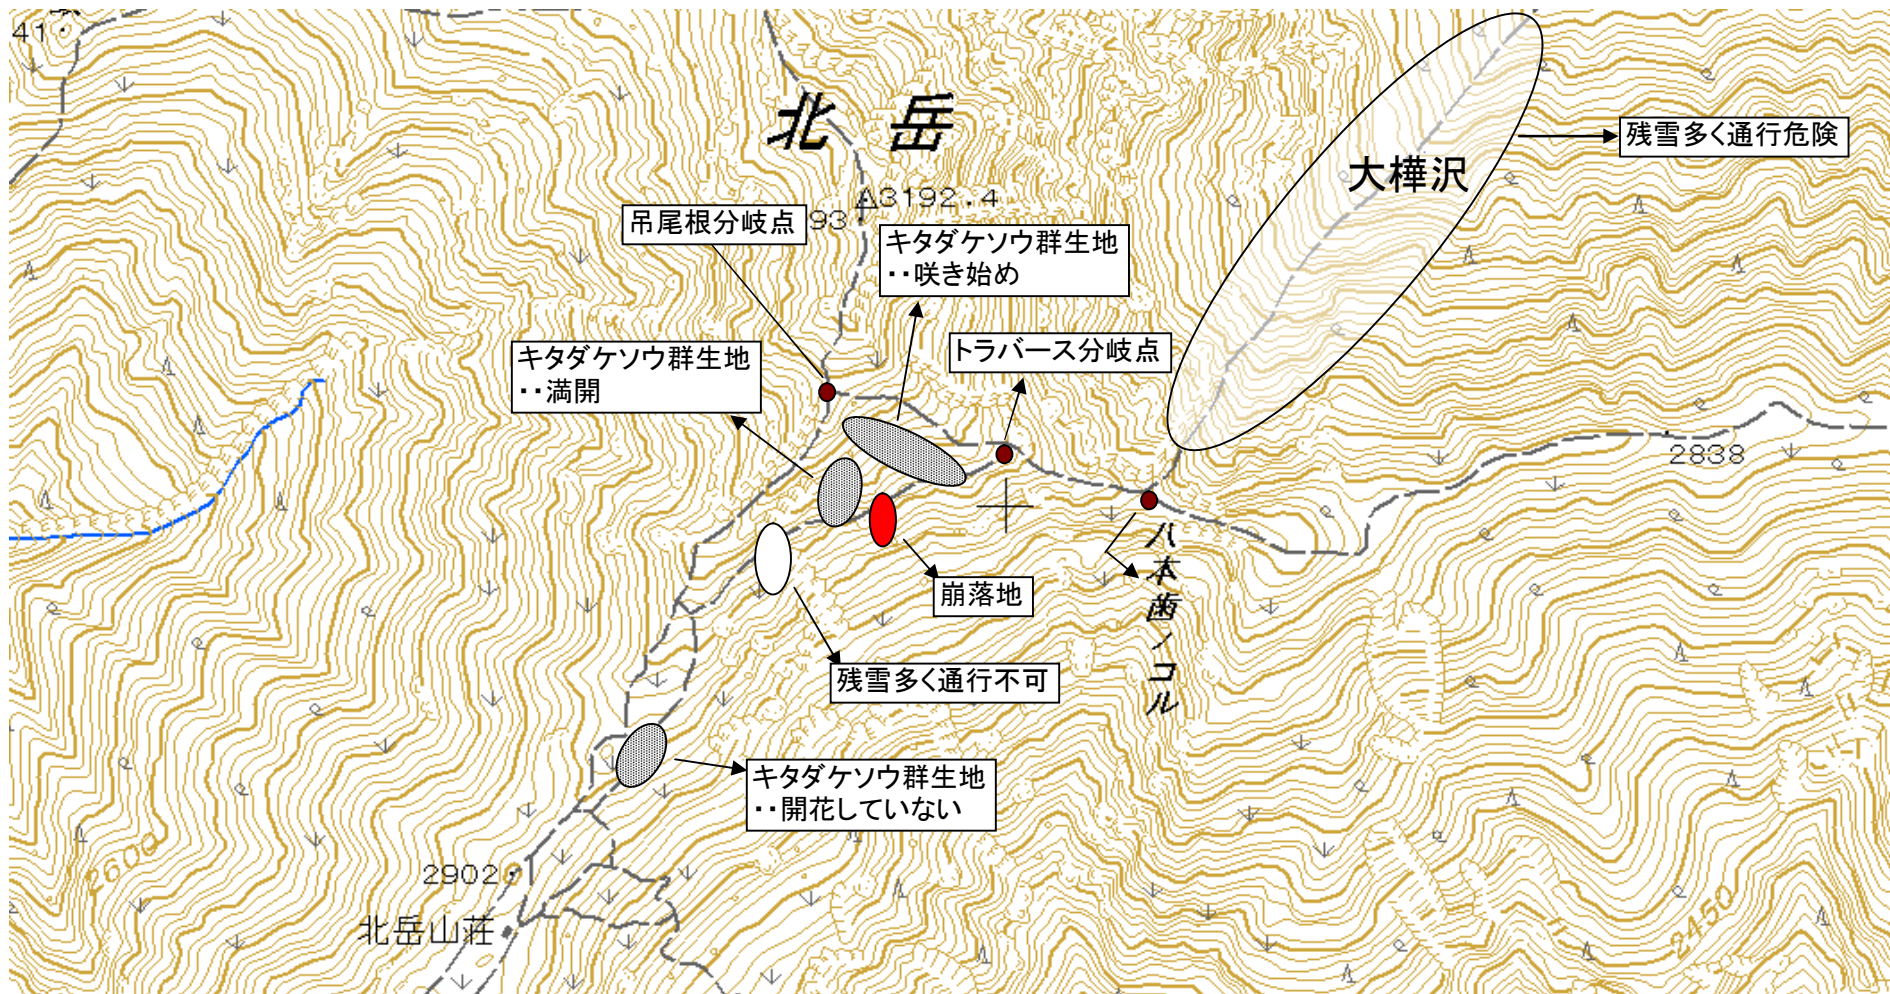 41
北 岳
残雪多く通行危険
大樺沢
3192.4
吊尾根分岐点
93
キタダケソウ群生地
・・咲き始め
トラバース分岐点
キタダケソウ群生地
・・満開
2838
八本歯ノコル
崩落地
残雪多く通行不可
キタダケソウ群生地
・・開花していない
2600
2902
北岳山荘
2450